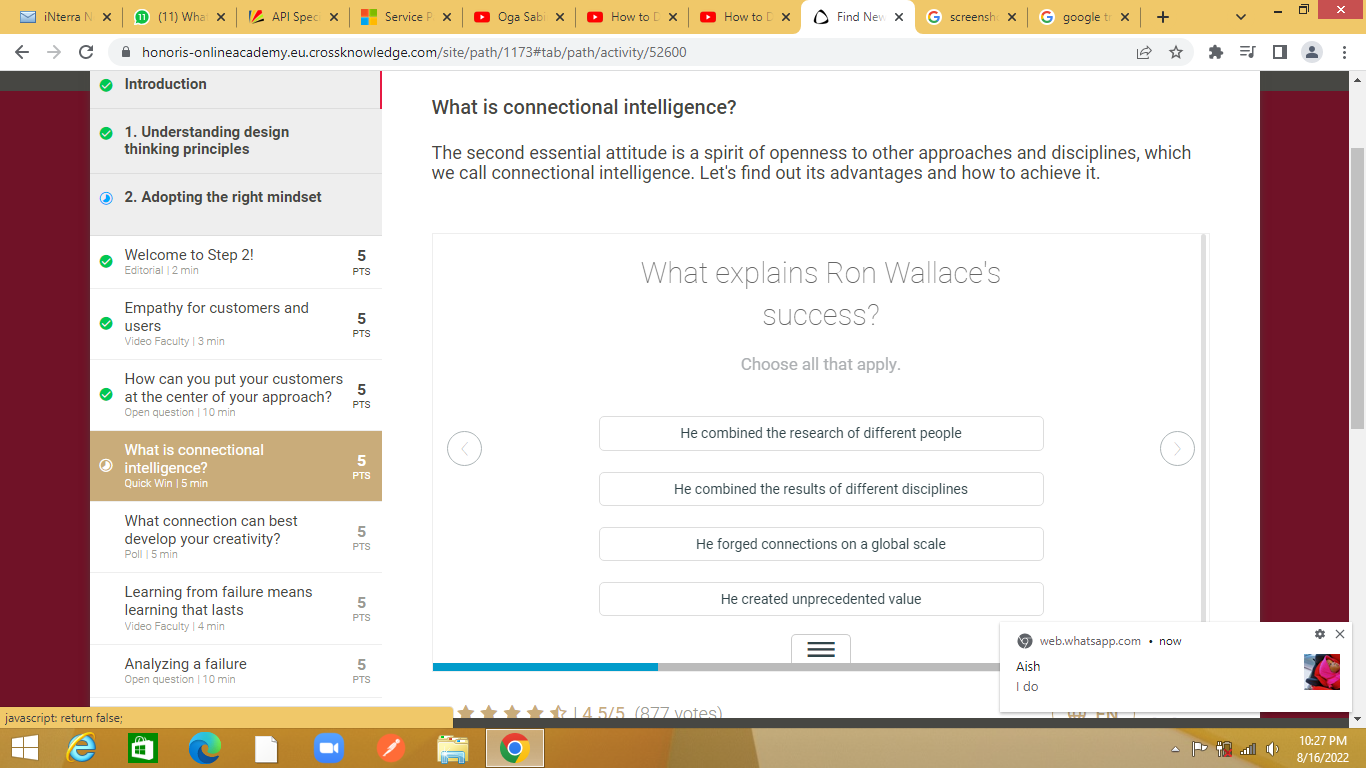 iNterra N
(11) What
API Spec
Service P
Oga Sabi
How to D
How to D
Find New
screensh
google tr
honoris-onlineacademy.eu.crossknowledge.com/site/path/1173#tab/path/activity/52600
Introduction
1. Understanding design
thinking principles
2. Adopting the right mindset
Welcome to Step 2!
Editorial | 2 min
5
PTS
Empathy for customers and
users
Video Faculty | 3 min
5
PTS
How can you put your customers
at the center of your approach?
Open question | 10 min
5
PTS
What is connectional
intelligence?
Quick Win | 5 min
5
PTS
What connection can best
develop your creativity?
Poll | 5 min
5
PTS
Learning from failure means
learning that lasts
Video Faculty | 4 min
5
PTS
Analyzing a failure
Open question | 10 min
5
PTS
What is connectional intelligence?
The second essential attitude is a spirit of openness to other approaches and disciplines, which
we call connectional intelligence. Let's find out its advantages and how to achieve it.
What explains Ron Wallace's
success?
Choose all that apply.
He combined the research of different people
He combined the results of different disciplines
He forged connections on a global scale
He created unprecedented value
| 4.5/5 (877 votes)
EN
web.whatsapp.com • now
Aish
I do
javascript: return false;
10:27 PM
8/16/2022